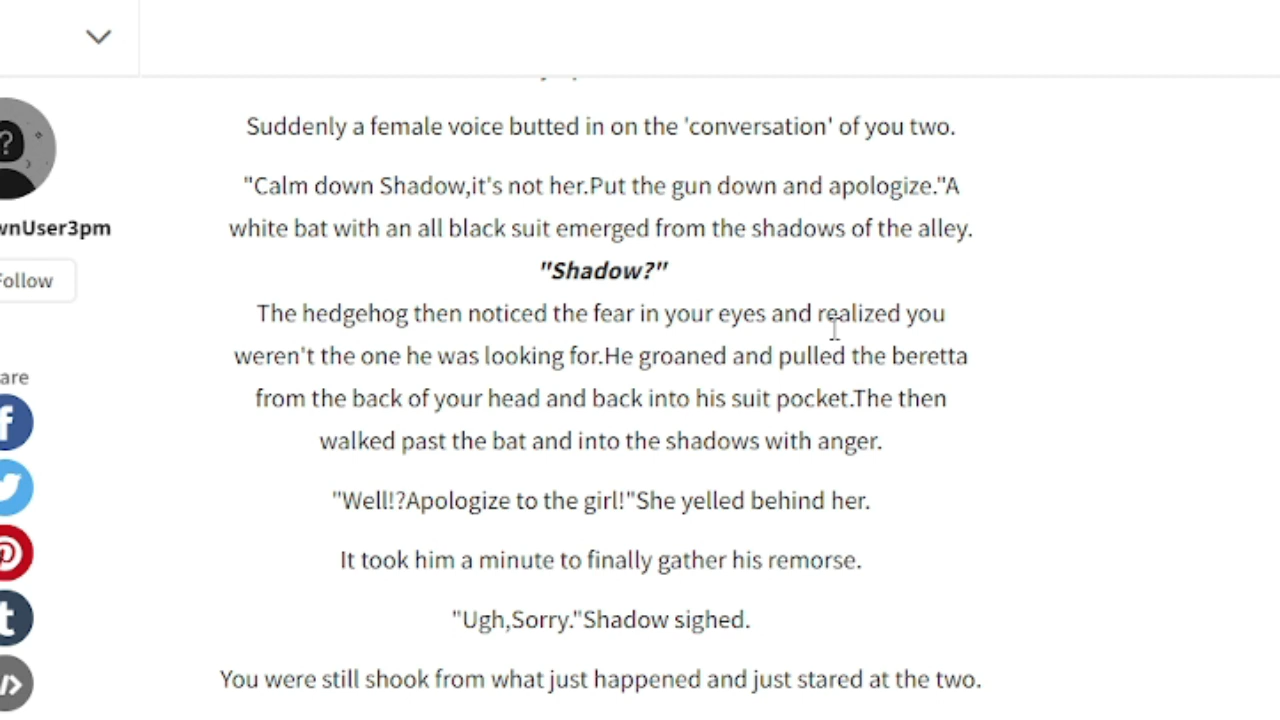 Suddenly a female voice butted in on the 'conversation' of you two.
"Calm down Shadow,it's not her.Put the gun down and apologize."A
white bat with an all black suit emerged from the shadows of the alley.
"Shadow?"
The hedgehog then noticed the fear in your eyes and realized you
weren't the one he was looking for.He groaned and pulled the beretta
from the back of your head and back into his suit pocket.The then
walked past the bat and into the shadows with anger.
"Well!?Apologize to the girl!"She yelled behind her.
It took him a minute to finally gather his remorse.
"Ugh,Sorry."Shadow sighed.
You were still shook from what just happened and just stared at the two.
?
wnUser3pm
Follow
are
f
t